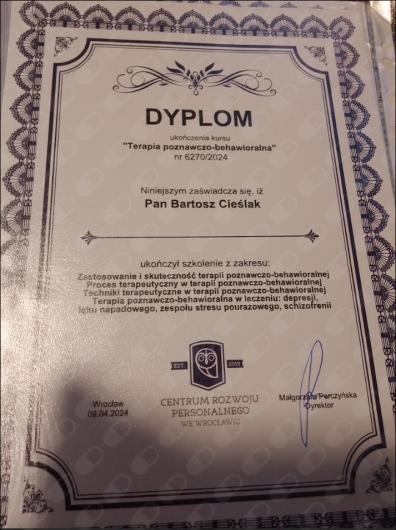 DYPLOM
ukończenia kursu
"Terapia poznawczo-behawioralna"
nr 6270/2024
Niniejszym zaświadcza się, iż
Pan Bartosz Cieślak
ukończył szkolenie z zakresu:
Zastosowanie i skuteczność terapii poznawczo-behawioralnej
Proces terapeutyczny w terapii poznawczo-behawioralnej
Techniki terapeutyczne w terapii poznawczo-behawioralnej
Terapia poznawczo-behawioralna w leczeniu: depresji,
lęku napadowego, zespołu stresu pourazowego, schizofrenii
EST. 2015
Wrocław
09.04.2024
CENTRUM ROZWOJU
PERSONALNEGO
WE WROCŁAWIU
Małgorzata Perczyńska
Dyrektor